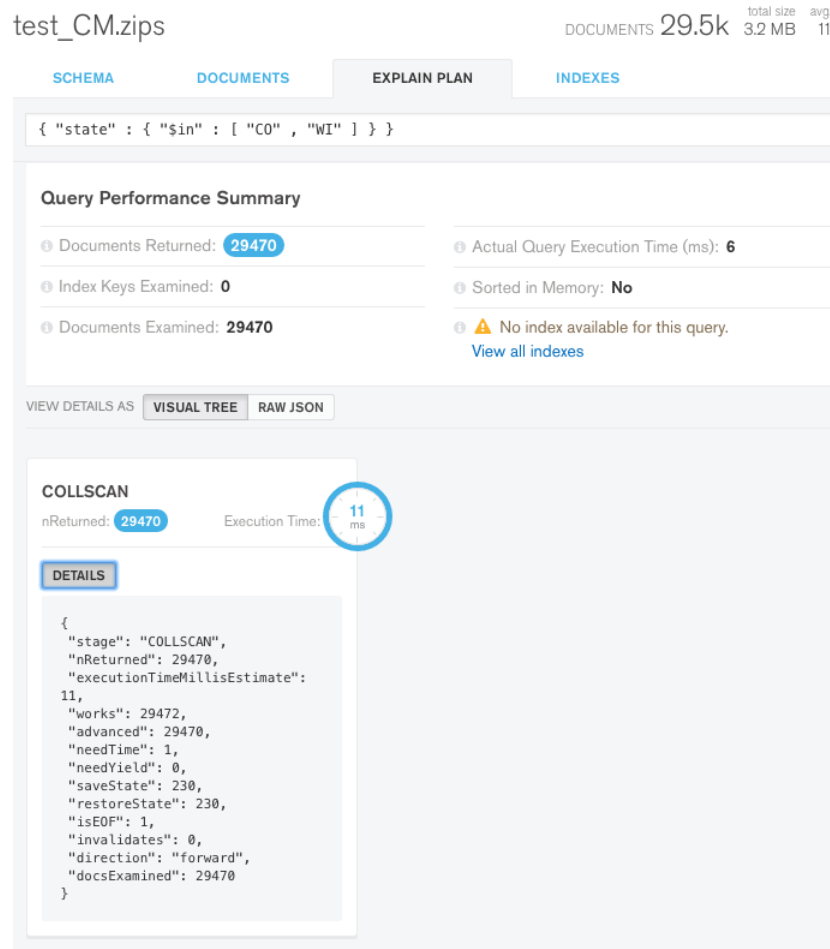 test_CM.zips
DOCUMENTS 29.5k
total size
3.2 MB
avg.
11
SCHEMA DOCUMENTS EXPLAIN PLAN INDEXES
{ "state" : { "$in" : [ "CO" , "WI" ] } }
Query Performance Summary
Documents Returned: 29470
Index Keys Examined: 0
Documents Examined: 29470
Actual Query Execution Time (ms): 6
Sorted in Memory: No
No index available for this query.
View all indexes
VIEW DETAILS AS VISUAL TREE RAW JSON
COLLSCAN
nReturned: 29470 Execution Time: 11
ms
DETAILS
{
"stage": "COLLSCAN",
"nReturned": 29470,
"executionTimeMillisEstimate":
11,
"works": 29472,
"advanced": 29470,
"needTime": 1,
"needYield": 0,
"saveState": 230,
"restoreState": 230,
"isEOF": 1,
"invalidates": 0,
"direction": "forward",
"docsExamined": 29470
}